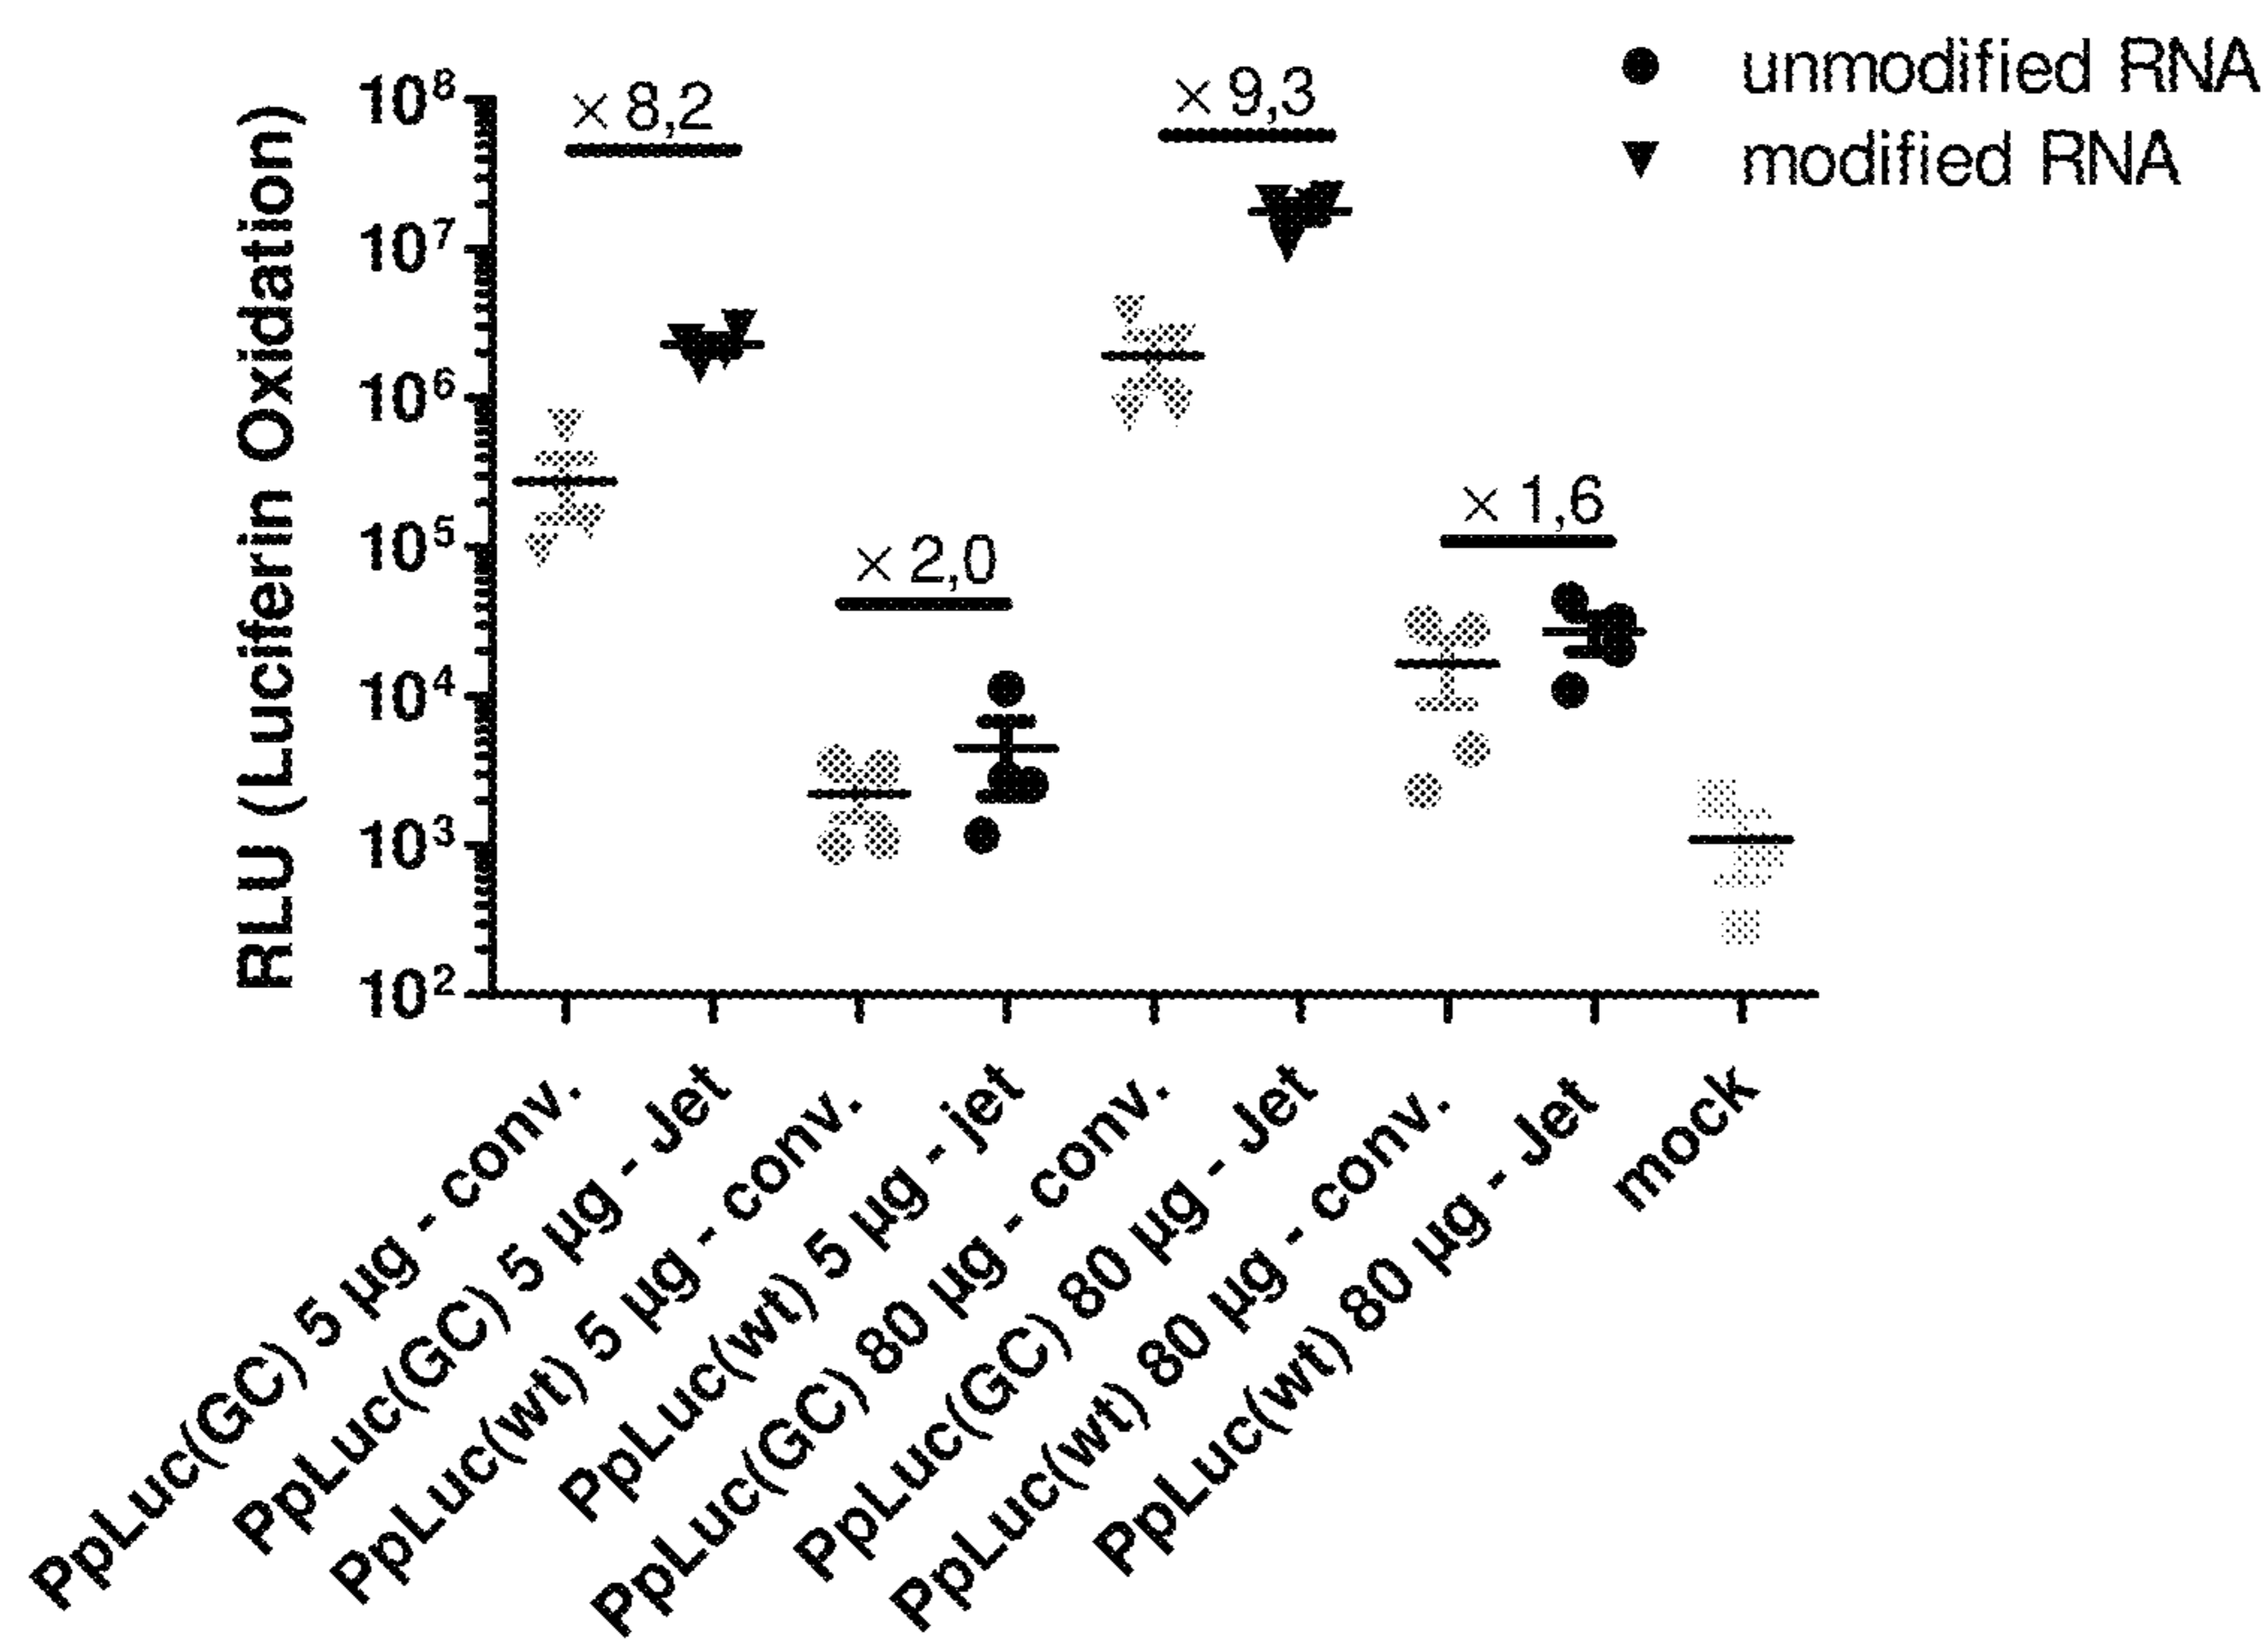 unmodified RNA
modified RNA
× 8,2
× 9,3
× 2,0
× 1,6
RLU (Luciferin Oxidation)
10⁸
10⁷
10⁶
10⁵
10⁴
10³
10²
PpLuc(GC) 5 µg - conv.
PpLuc(GC) 5 µg - Jet
PpLuc(wt) 5 µg - conv.
PpLuc(wt) 5 µg - jet
PpLuc(GC) 80 µg - conv.
PpLuc(GC) 80 µg - Jet
PpLuc(wt) 80 µg - conv.
PpLuc(wt) 80 µg - Jet
mock